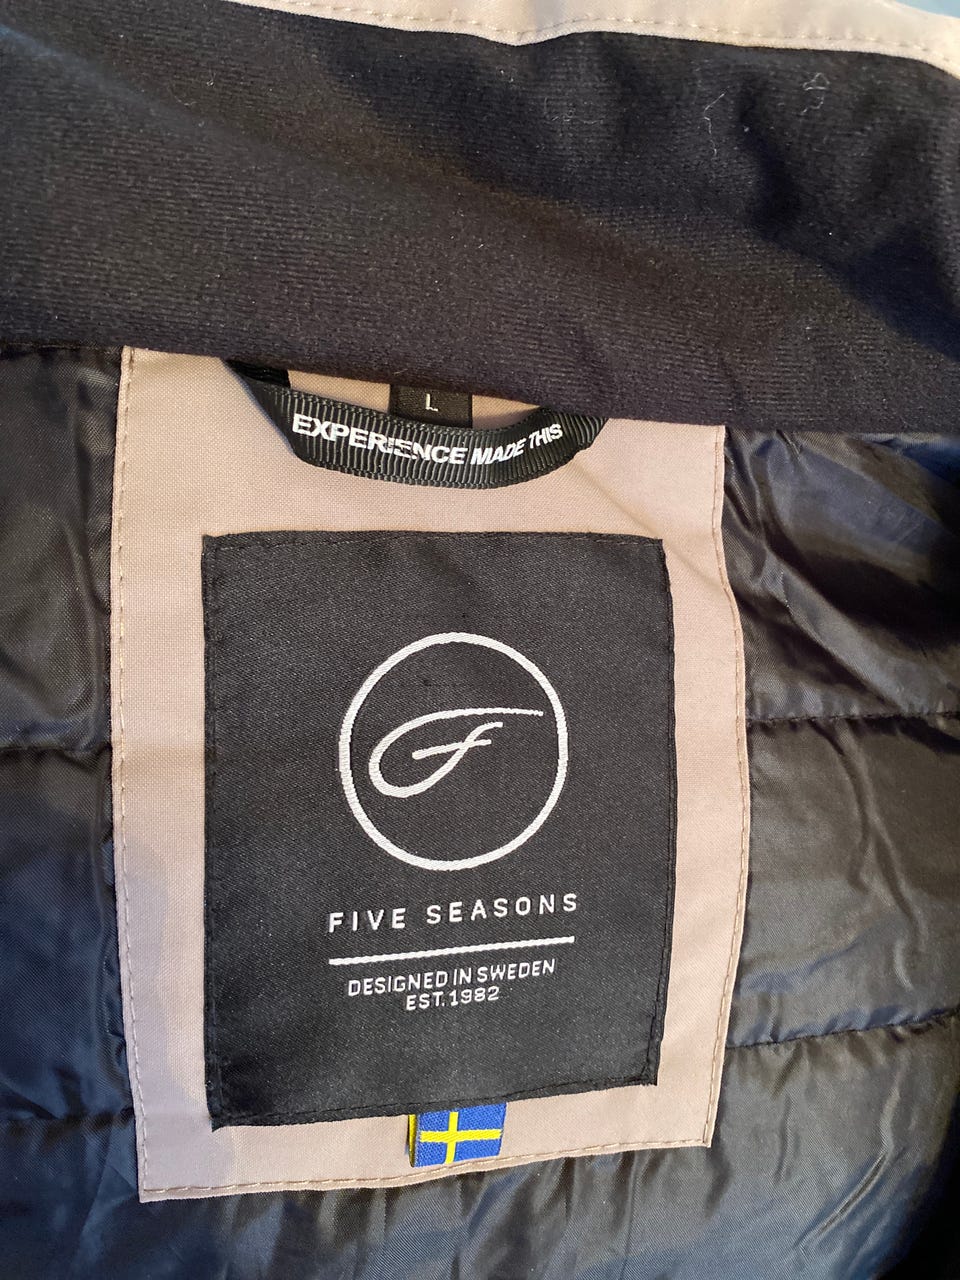 L
EXPERIENCE MADE THIS
F
FIVE SEASONS
DESIGNED IN SWEDEN
EST. 1982